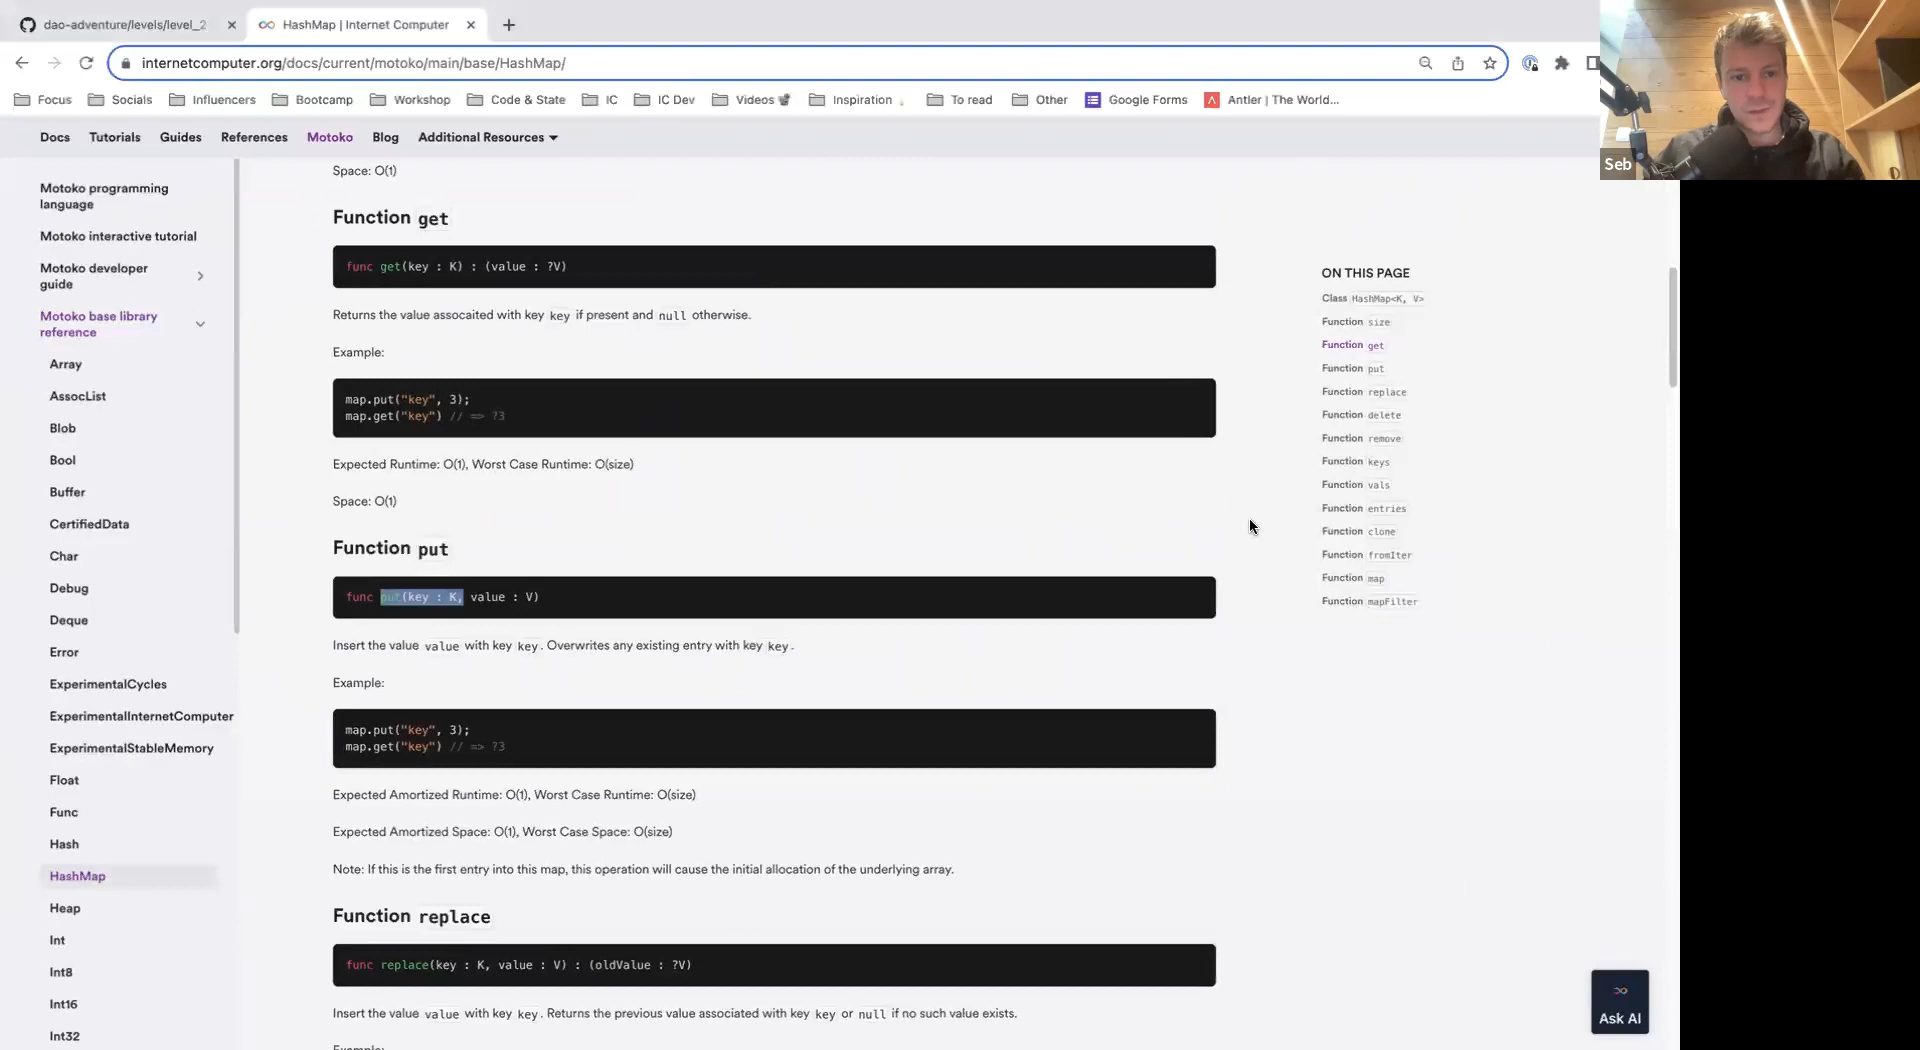 dao-adventure/levels/level_2
HashMap | Internet Computer
internetcomputer.org/docs/current/motoko/main/base/HashMap/
Focus
Socials
Influencers
Bootcamp
Workshop
Code & State
IC
IC Dev
Videos
Inspiration
To read
Other
Google Forms
Antler | The World...
Seb
Docs
Tutorials
Guides
References
Motoko
Blog
Additional Resources
Motoko programming
language
Motoko interactive tutorial
Motoko developer
guide
Motoko base library
reference
Array
AssocList
Blob
Bool
Buffer
CertifiedData
Char
Debug
Deque
Error
ExperimentalCycles
ExperimentalInternetComputer
ExperimentalStableMemory
Float
Func
Hash
HashMap
Heap
Int
Int8
Int16
Int32
Space: O(1)
Function get
func get(key : K) : (value : ?V)
Returns the value assocaited with key key if present and null otherwise.
Example:
map.put("key", 3);
map.get("key") // => ?3
Expected Runtime: O(1), Worst Case Runtime: O(size)
Space: O(1)
Function put
func put(key : K, value : V)
Insert the value value with key key. Overwrites any existing entry with key key.
Example:
map.put("key", 3);
map.get("key") // => ?3
Expected Amortized Runtime: O(1), Worst Case Runtime: O(size)
Expected Amortized Space: O(1), Worst Case Space: O(size)
Note: If this is the first entry into this map, this operation will cause the initial allocation of the underlying array.
Function replace
func replace(key : K, value : V) : (oldValue : ?V)
Insert the value value with key key. Returns the previous value associated with key key or null if no such value exists.
Example:
ON THIS PAGE
Class HashMap<K, V>
Function size
Function get
Function put
Function replace
Function delete
Function remove
Function keys
Function vals
Function entries
Function clone
Function fromIter
Function map
Function mapFilter
Ask AI